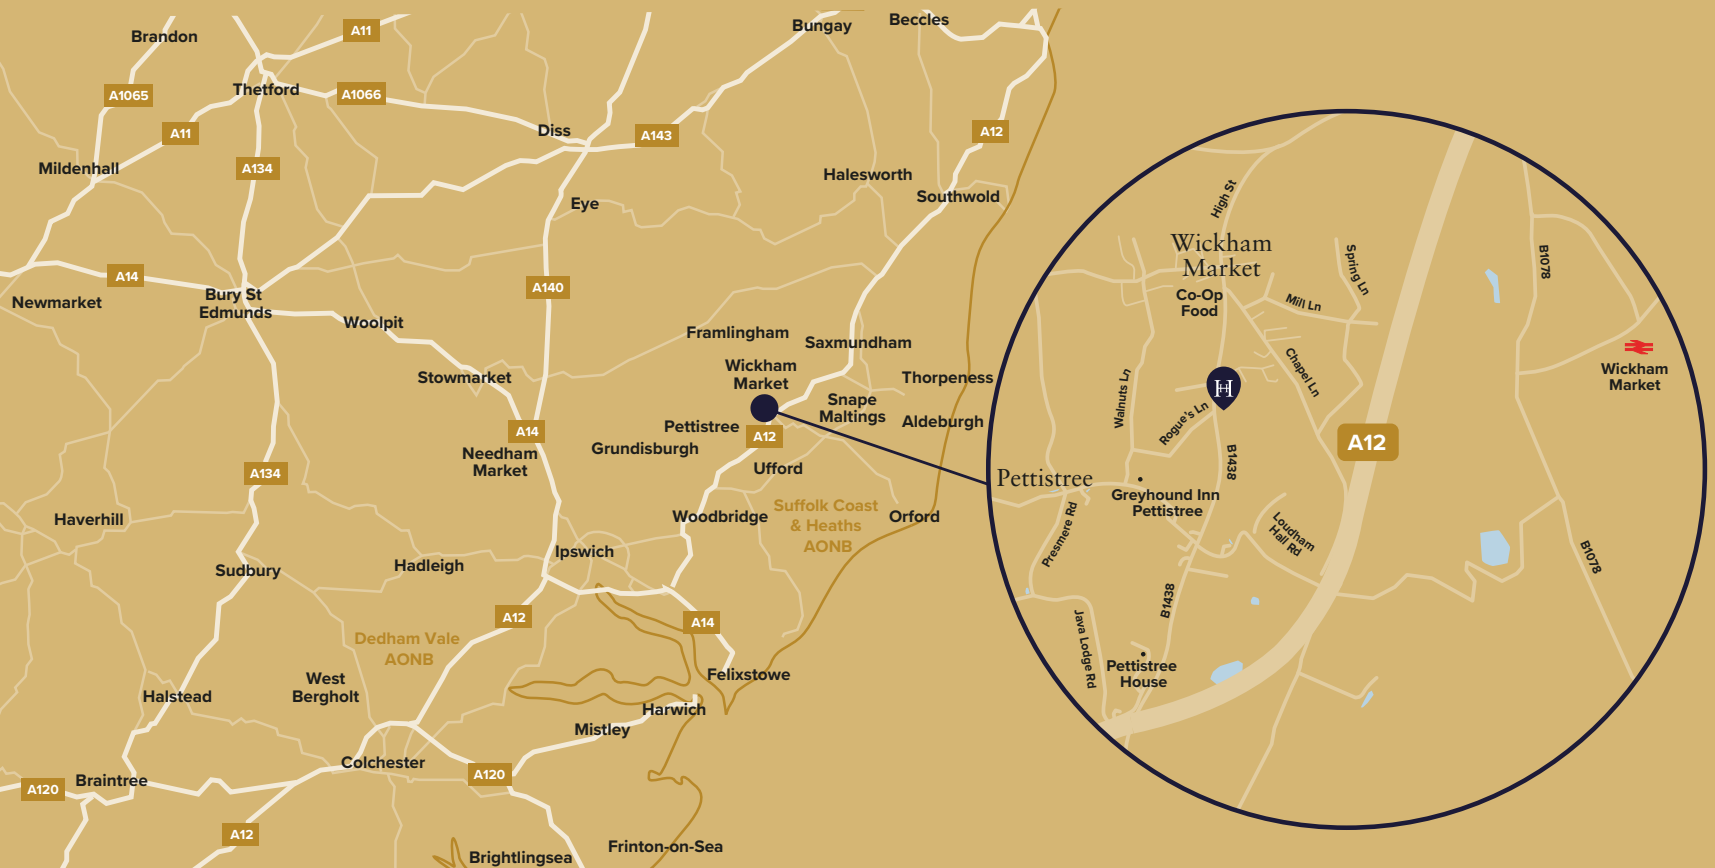 Brandon
A11
Bungay
Beccles
A1065
Thetford
A1066
A11
Diss
A143
A12
Mildenhall
A134
Halesworth
Southwold
Eye
A14
A140
Newmarket
Bury St
Edmunds
Woolpit
Framlingham
Saxmundham
Wickham
Market
Stowmarket
Thorpeness
Snape
Maltings
Aldeburgh
Pettistree
A12
A14
Grundisburgh
Needham
Market
Ufford
A134
Suffolk Coast
& Heaths
AONB
Haverhill
Woodbridge
Orford
Ipswich
Sudbury
Hadleigh
A12
A14
Dedham Vale
AONB
Felixstowe
West
Bergholt
Halstead
Harwich
Mistley
Colchester
A120
Braintree
A120
A12
Brightlingsea
Frinton-on-Sea
High St
Wickham
Market
Spring Ln
B1078
Co-Op
Food
Mill Ln
Wickham
Market
Chapel Ln
Walnuts Ln
H
Rogue's Ln
A12
B1438
Pettistree
Greyhound Inn
Pettistree
Presmere Rd
Loudham
Hall Rd
B1078
B1438
Java Lodge Rd
Pettistree
House